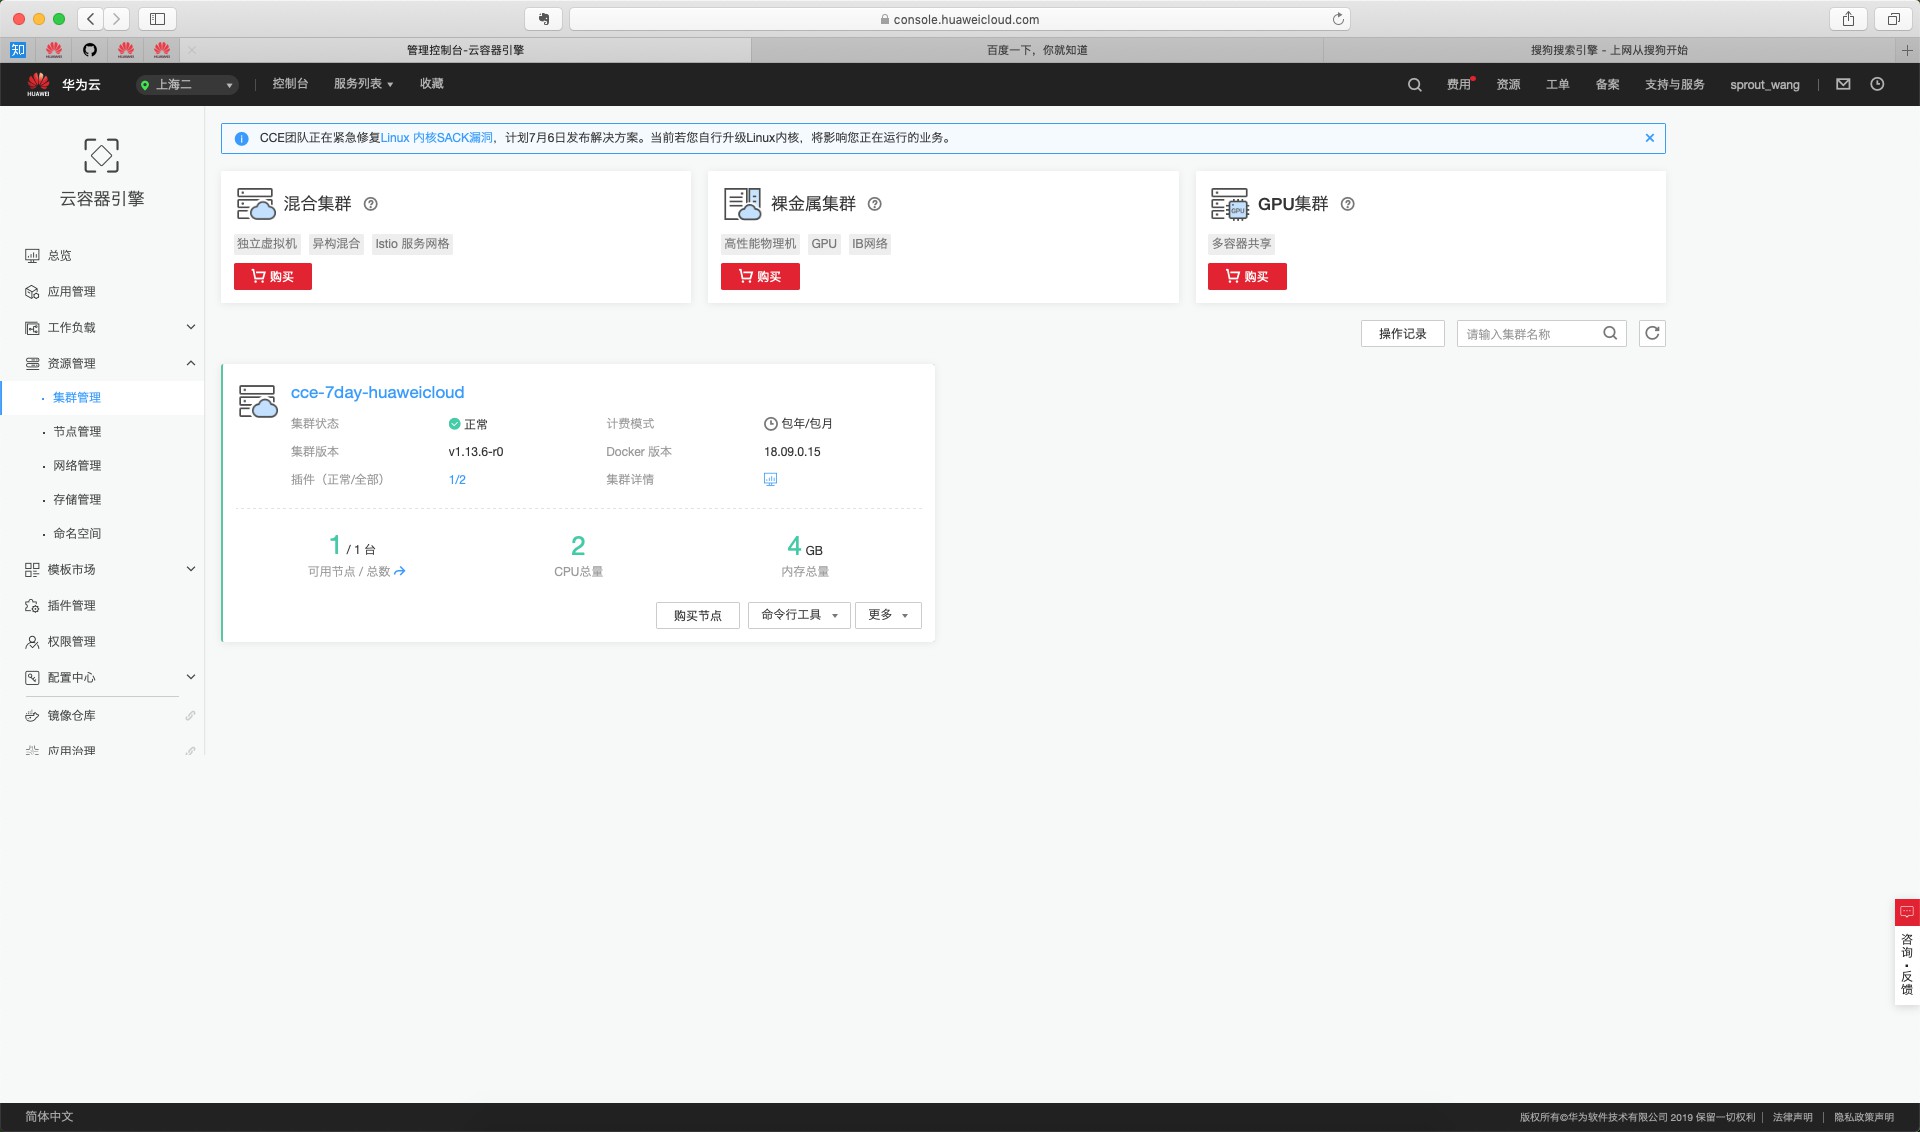 console.huaweicloud.com
知
管理控制台-云容器引擎
百度一下，你就知道
搜狗搜索引擎 - 上网从搜狗开始
HUAWEI
华为云
上海二
控制台
服务列表
收藏
费用
资源
工单
备案
支持与服务
sprout_wang
云容器引擎
总览
应用管理
工作负载
资源管理
集群管理
节点管理
网络管理
存储管理
命名空间
模板市场
插件管理
权限管理
配置中心
镜像仓库
应用治理
CCE团队正在紧急修复Linux 内核SACK漏洞，计划7月6日发布解决方案。当前若您自行升级Linux内核，将影响您正在运行的业务。
混合集群
独立虚拟机 异构混合 Istio 服务网格
购买
裸金属集群
高性能物理机 GPU IB网络
购买
GPU
GPU集群
多容器共享
购买
操作记录
请输入集群名称
cce-7day-huaweicloud
集群状态 正常 计费模式 包年/包月
集群版本 v1.13.6-r0 Docker 版本 18.09.0.15
插件（正常/全部） 1/2 集群详情
1 / 1 台
可用节点 / 总数
2
CPU总量
4 GB
内存总量
购买节点
命令行工具
更多
咨询·反馈
简体中文
版权所有©华为软件技术有限公司 2019 保留一切权利 | 法律声明 | 隐私政策声明